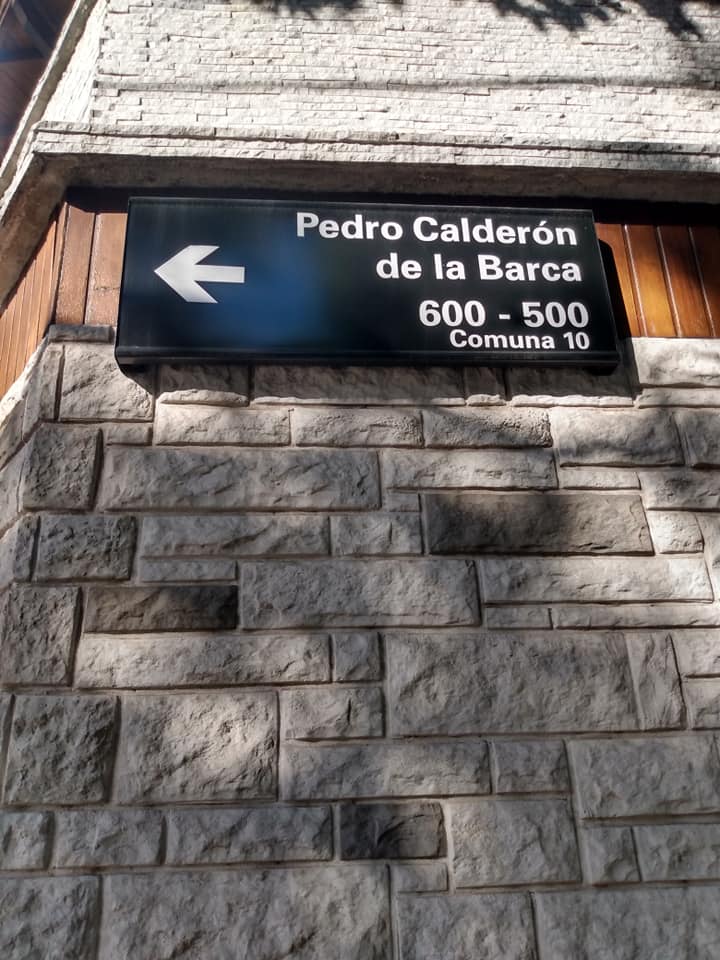 Pedro Calderón
de la Barca
600 - 500
Comuna 10